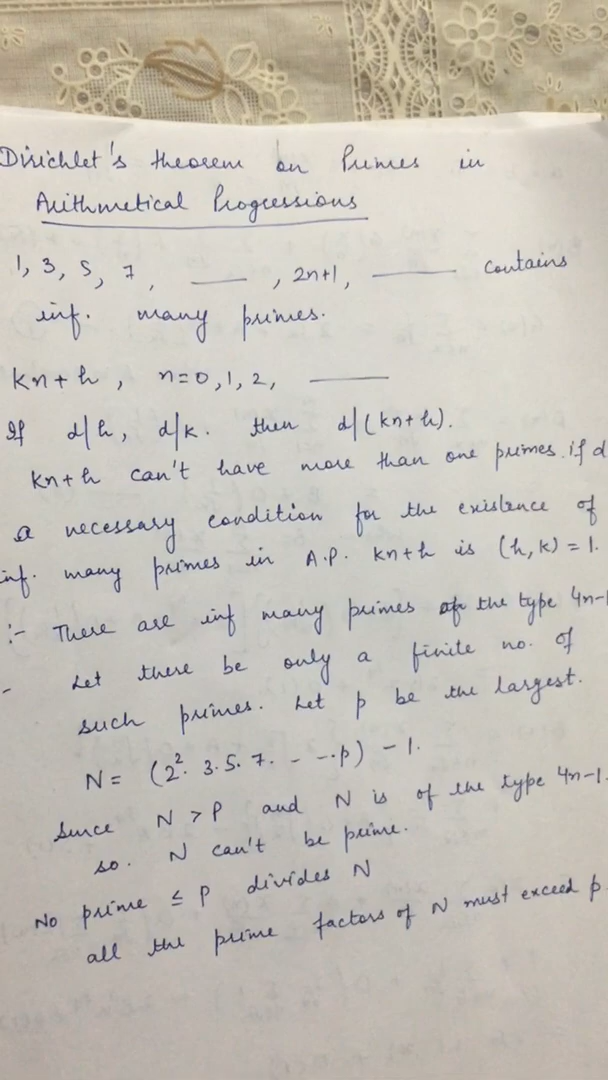 Dirichlet's theorem on Primes in
Arithmetical Progressions
1, 3, 5, 7, —— , 2n+1, —— contains
inf. many primes.
kn+h , n=0,1,2, ——
If d/h, d/k. then d/(kn+h).
kn+h can't have more than one primes. if d
a necessary condition for the existence of
inf. many primes in A.P. kn+h is (h,k)=1.
:- There are inf many primes of the type 4n-1
- Let there be only a finite no. of
such primes. Let p be the largest.
N= (2². 3.5.7. - - -.p) - 1.
Since N > P and N is of the type 4n-1.
so. N can't be prime.
No prime ≤ P divides N
all the prime factors of N must exceed p.